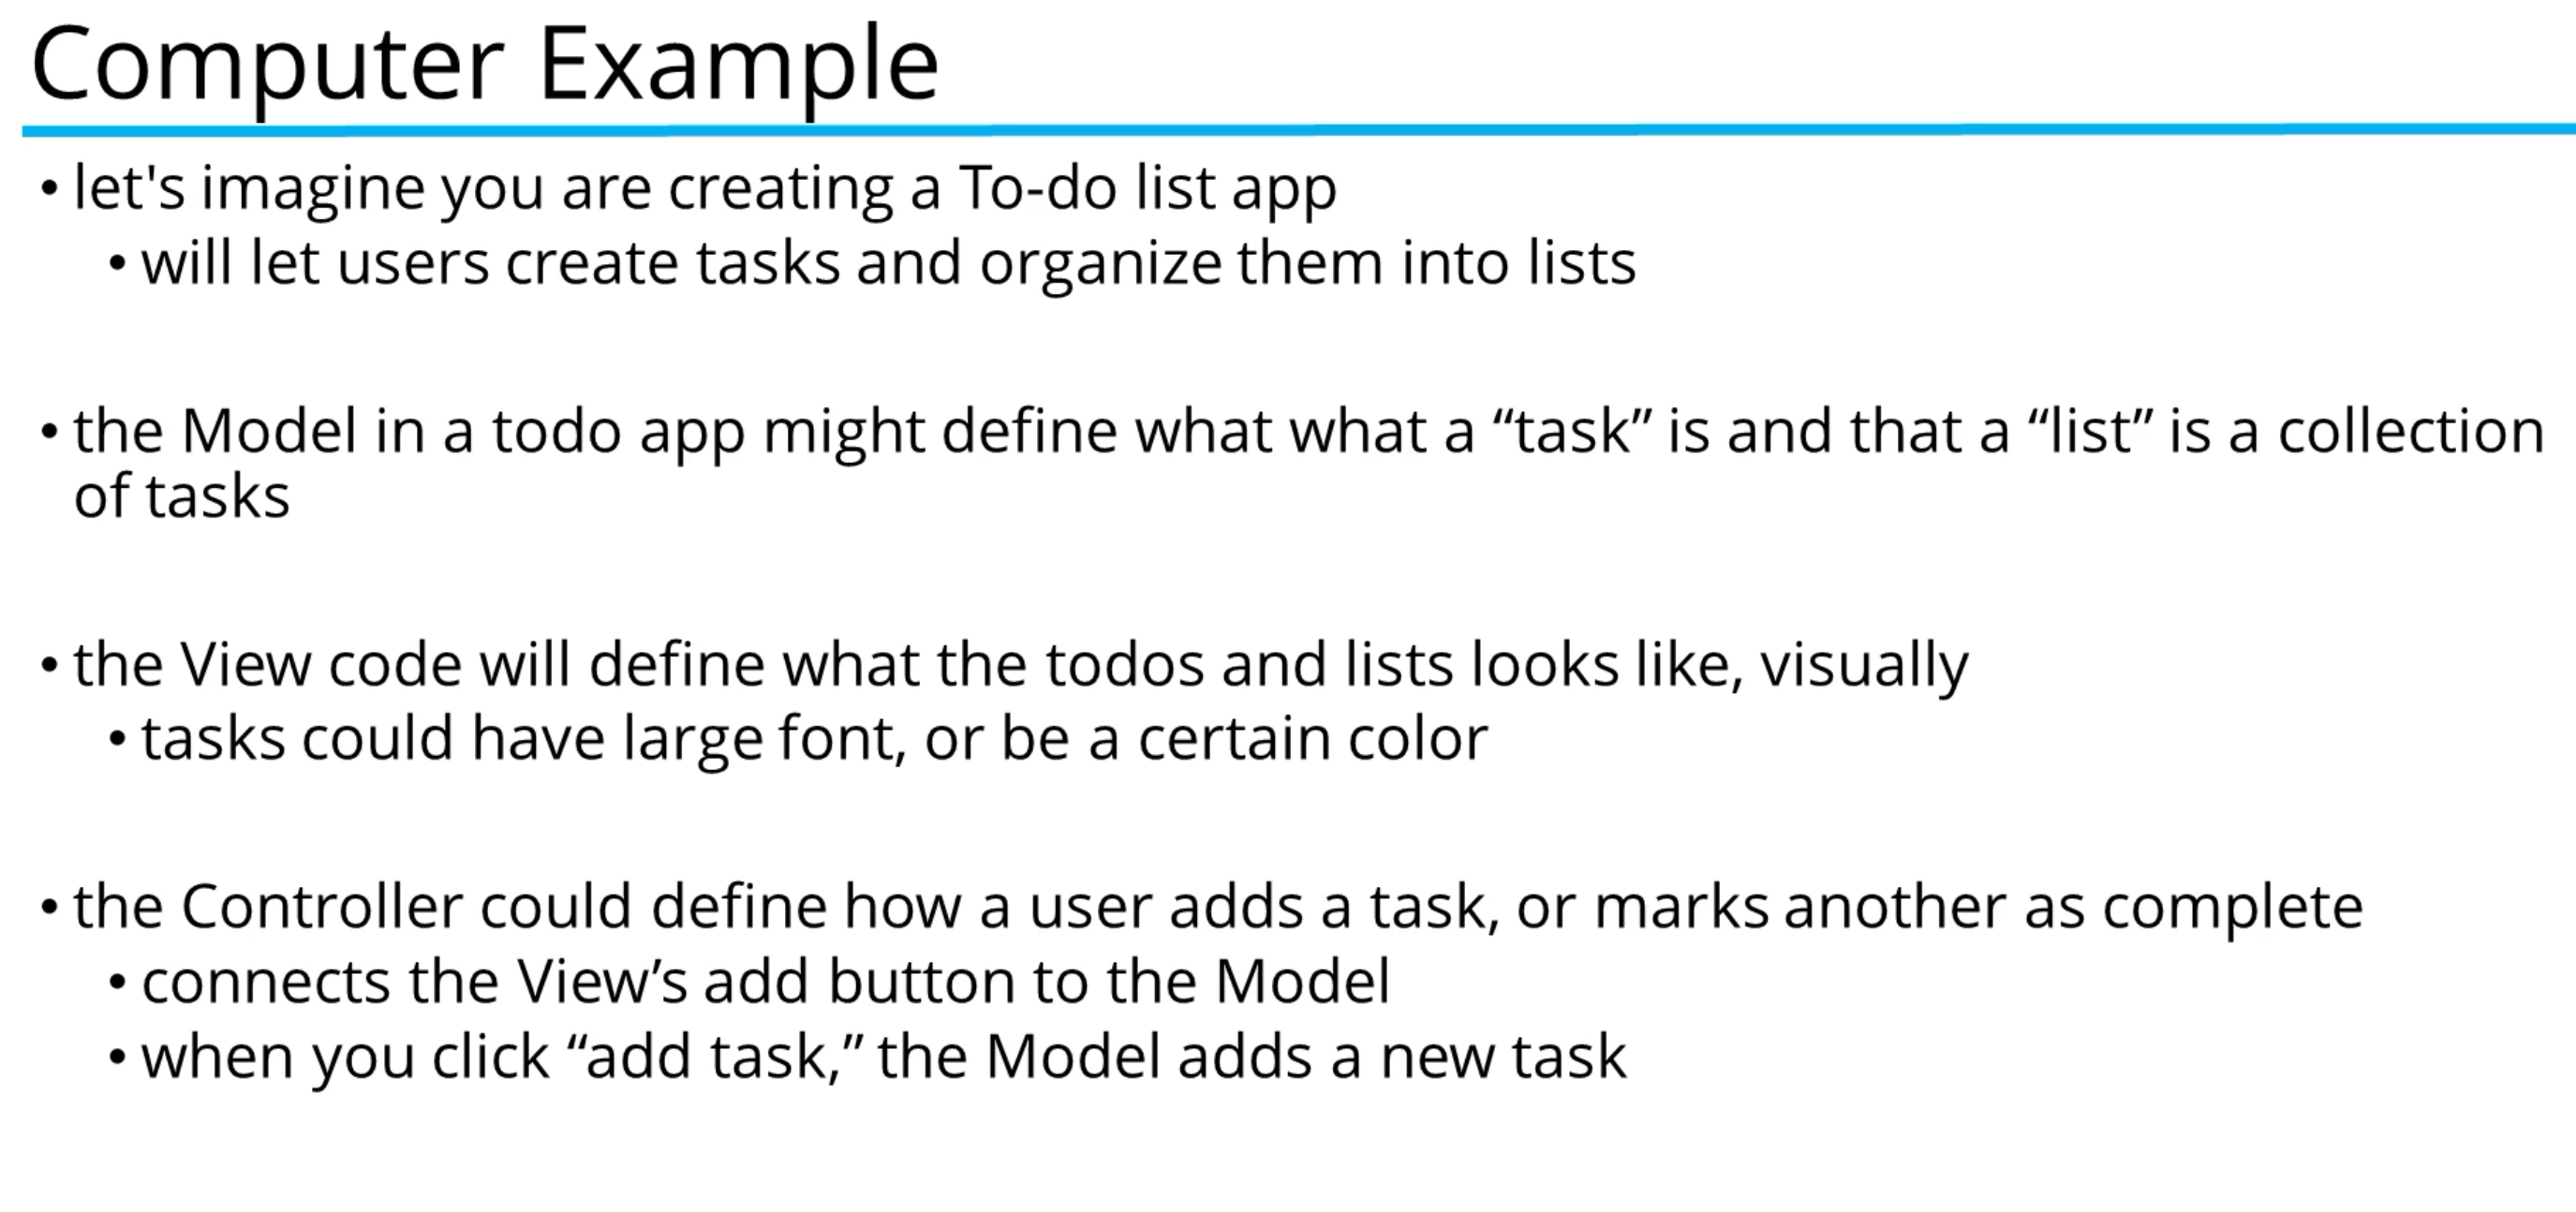 Computer Example
• let's imagine you are creating a To-do list app
• will let users create tasks and organize them into lists
• the Model in a todo app might define what what a “task” is and that a “list” is a collection
of tasks
• the View code will define what the todos and lists looks like, visually
• tasks could have large font, or be a certain color
• the Controller could define how a user adds a task, or marks another as complete
• connects the View’s add button to the Model
• when you click “add task,” the Model adds a new task